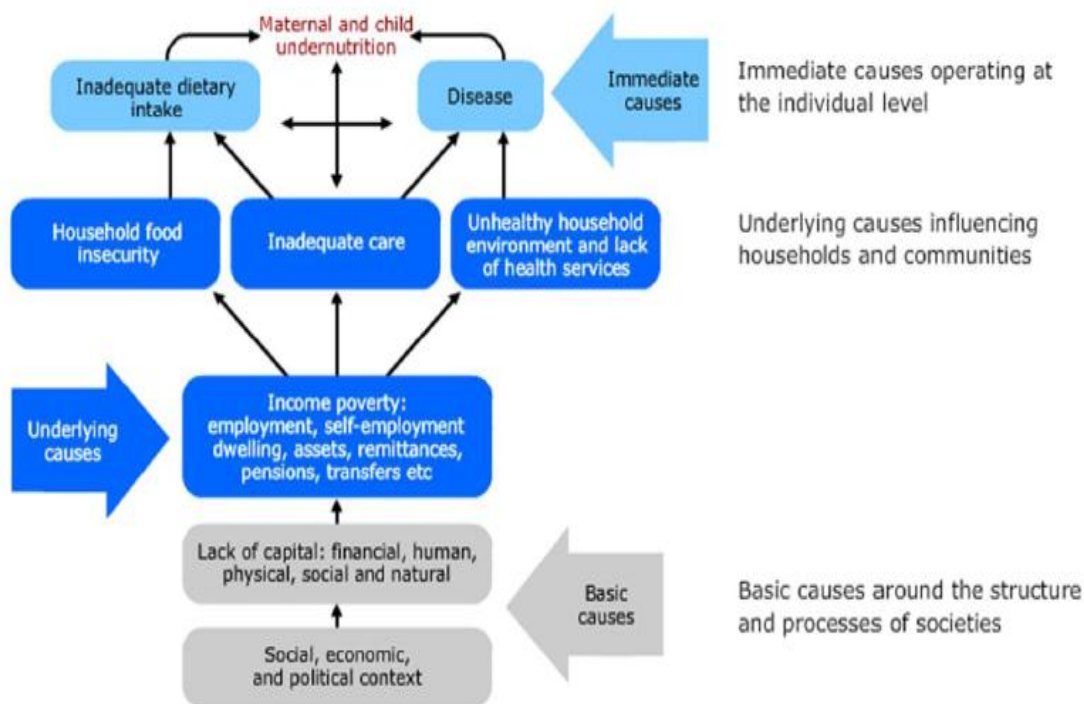 Maternal and child
undernutrition
Inadequate dietary
intake
Disease
Immediate
causes
Immediate causes operating at
the individual level
Household food
insecurity
Inadequate care
Unhealthy household
environment and lack
of health services
Underlying causes influencing
households and communities
Underlying
causes
Income poverty:
employment, self-employment
dwelling, assets, remittances,
pensions, transfers etc
Lack of capital: financial, human,
physical, social and natural
Social, economic,
and political context
Basic
causes
Basic causes around the structure
and processes of societies